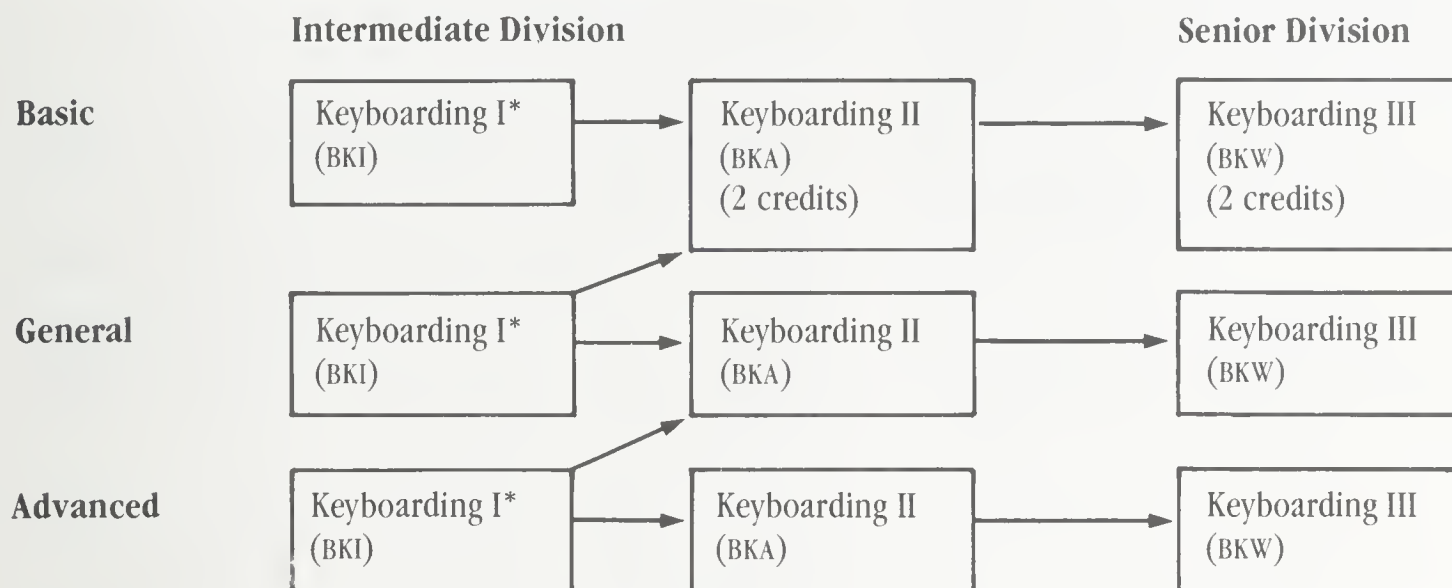 Intermediate Division
Senior Division
Basic
Keyboarding I*
(BKI)
Keyboarding II
(BKA)
(2 credits)
Keyboarding III
(BKW)
(2 credits)
General
Keyboarding I*
(BKI)
Keyboarding II
(BKA)
Keyboarding III
(BKW)
Advanced
Keyboarding I*
(BKI)
Keyboarding II
(BKA)
Keyboarding III
(BKW)